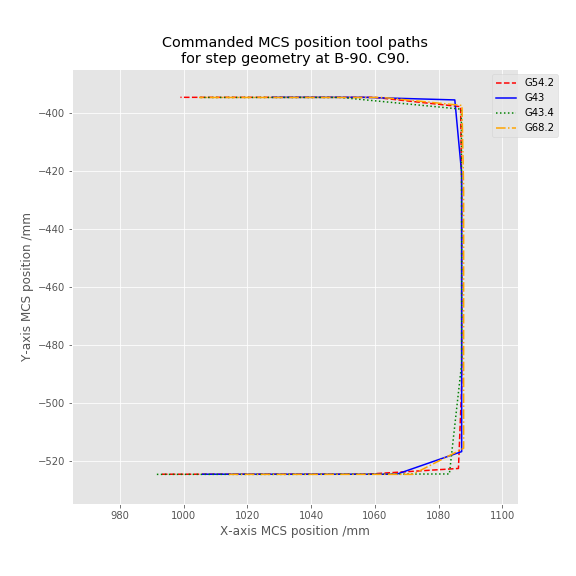 Commanded MCS position tool paths
for step geometry at B-90. C90.
G54.2
G43
G43.4
G68.2
−400
−420
−440
−460
−480
−500
−520
Y-axis MCS position /mm
980
1000
1020
1040
1060
1080
1100
X-axis MCS position /mm